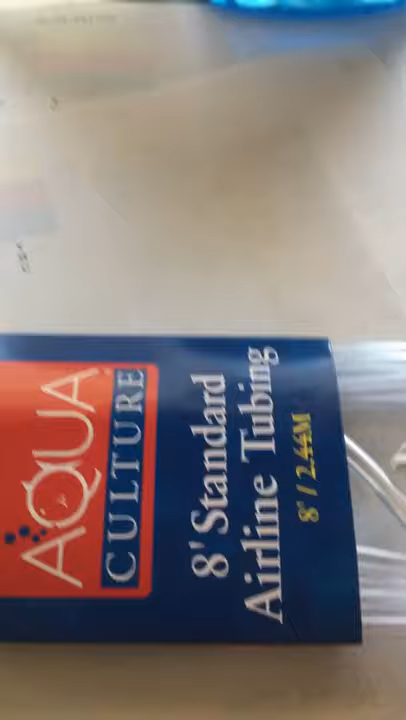 AQUA
CULTURE
8' Standard
Airline Tubing
8' / 2.44M